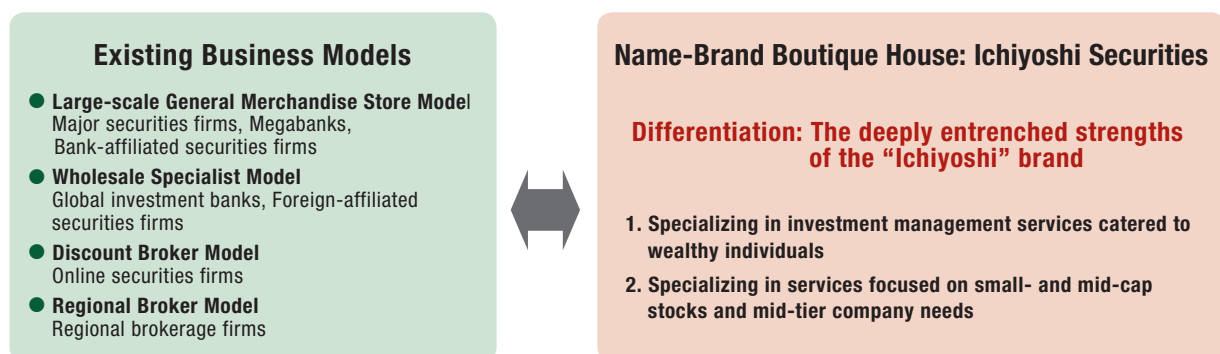 Existing Business Models
● Large-scale General Merchandise Store Model
Major securities firms, Megabanks,
Bank-affiliated securities firms
● Wholesale Specialist Model
Global investment banks, Foreign-affiliated
securities firms
● Discount Broker Model
Online securities firms
● Regional Broker Model
Regional brokerage firms
Name-Brand Boutique House: Ichiyoshi Securities
Differentiation: The deeply entrenched strengths
of the “Ichiyoshi” brand
1. Specializing in investment management services catered to
wealthy individuals
2. Specializing in services focused on small- and mid-cap
stocks and mid-tier company needs